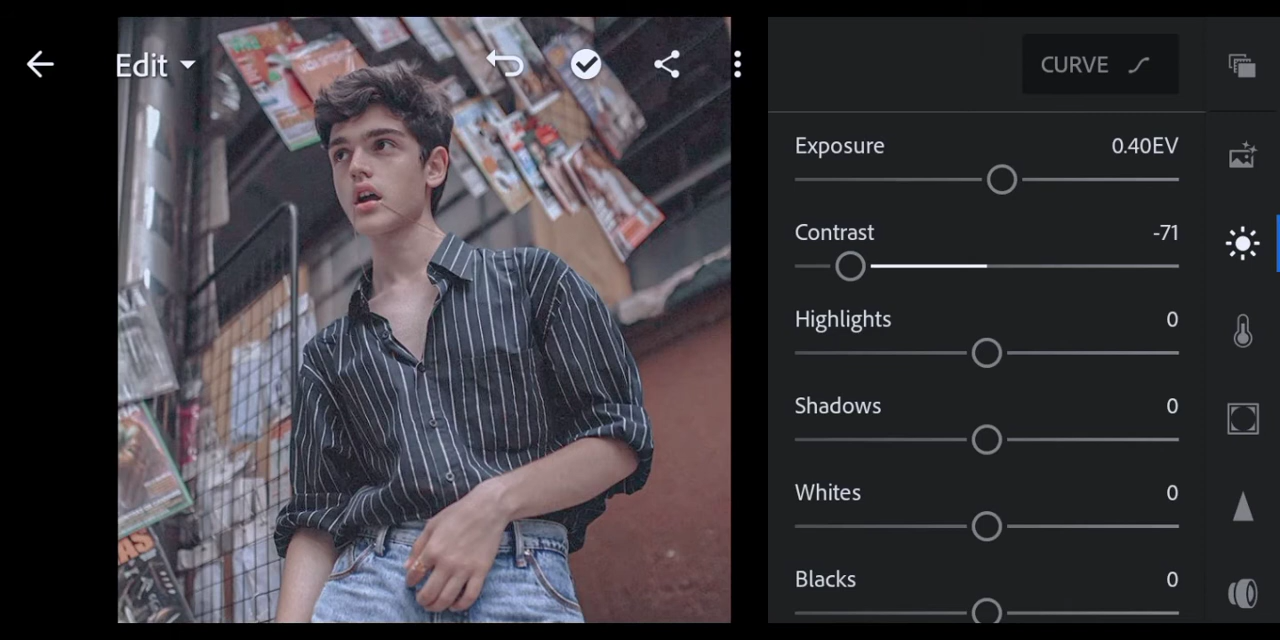 Edit
CURVE
Exposure 0.40EV
Contrast -71
Highlights 0
Shadows 0
Whites 0
Blacks 0